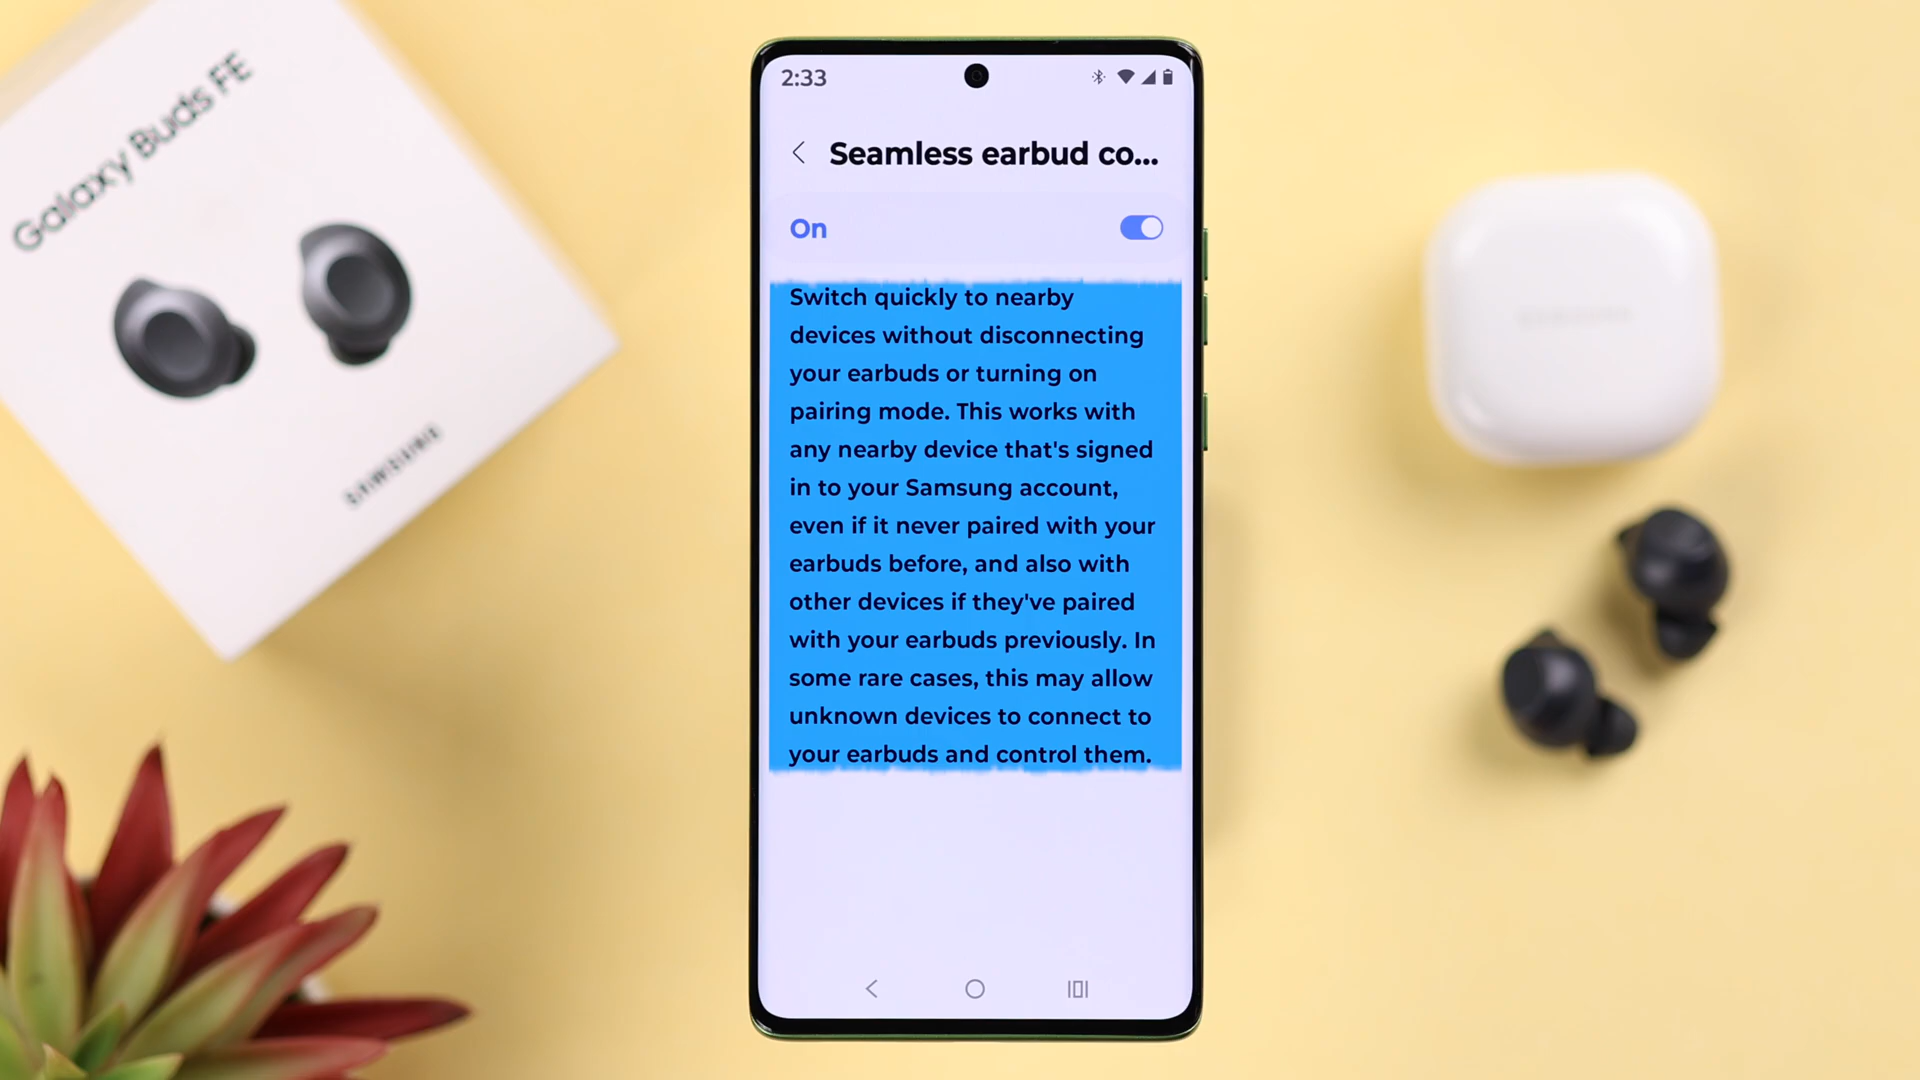 Galaxy Buds FE
SAMSUNG
2:33
Seamless earbud co...
On
Switch quickly to nearby
devices without disconnecting
your earbuds or turning on
pairing mode. This works with
any nearby device that's signed
in to your Samsung account,
even if it never paired with your
earbuds before, and also with
other devices if they've paired
with your earbuds previously. In
some rare cases, this may allow
unknown devices to connect to
your earbuds and control them.
SAMSUNG